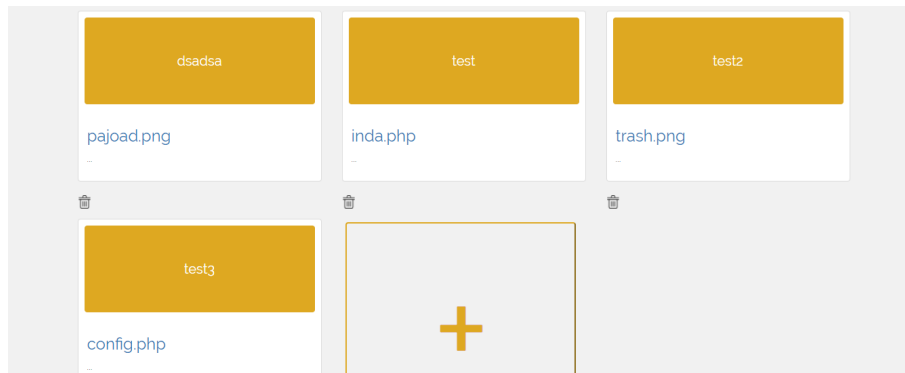 dsadsa
test
test2
pajoad.png
inda.php
trash.png
...
...
...
test3
config.php
...